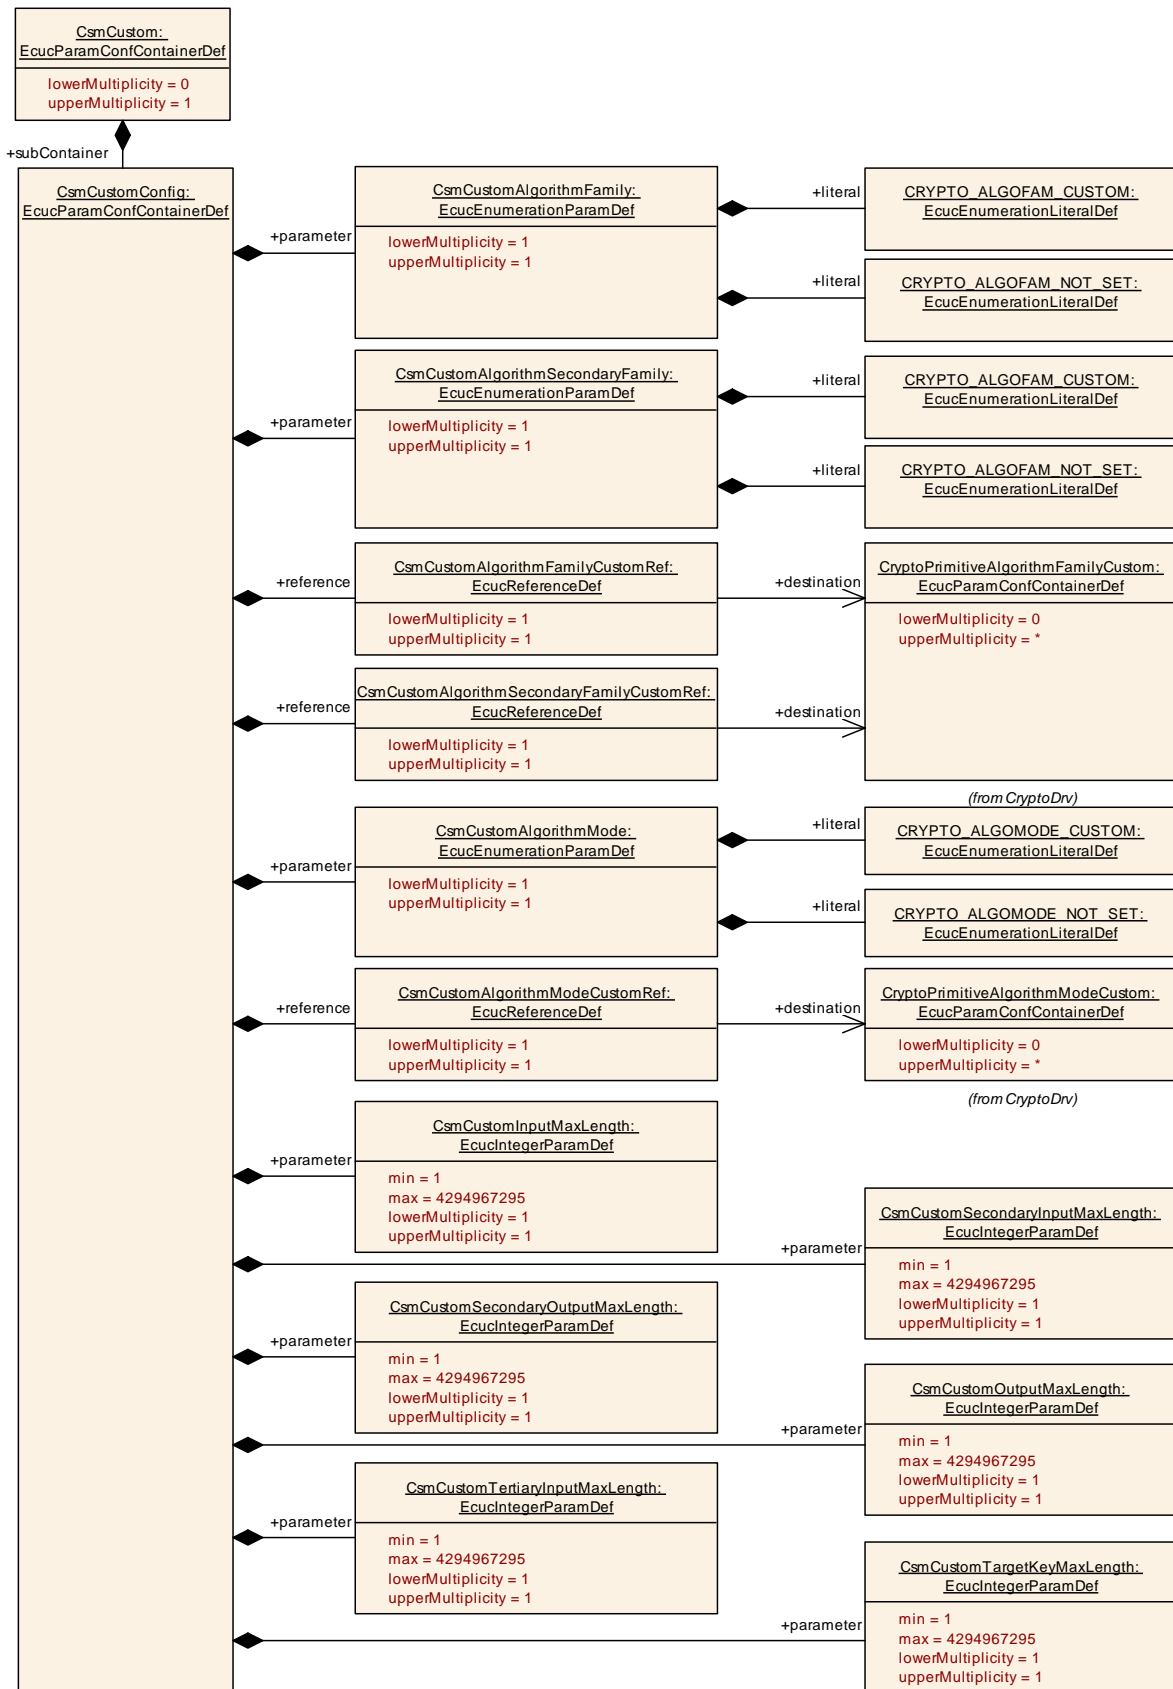 CsmCustom:
EcucParamConfContainerDef
lowerMultiplicity = 0
upperMultiplicity = 1
+subContainer
CsmCustomConfig:
EcucParamConfContainerDef
+parameter
CsmCustomAlgorithmFamily:
EcucEnumerationParamDef
lowerMultiplicity = 1
upperMultiplicity = 1
+literal
CRYPTO_ALGOFAM_CUSTOM:
EcucEnumerationLiteralDef
+literal
CRYPTO_ALGOFAM_NOT_SET:
EcucEnumerationLiteralDef
+parameter
CsmCustomAlgorithmSecondaryFamily:
EcucEnumerationParamDef
lowerMultiplicity = 1
upperMultiplicity = 1
+literal
CRYPTO_ALGOFAM_CUSTOM:
EcucEnumerationLiteralDef
+literal
CRYPTO_ALGOFAM_NOT_SET:
EcucEnumerationLiteralDef
+reference
CsmCustomAlgorithmFamilyCustomRef:
EcucReferenceDef
lowerMultiplicity = 1
upperMultiplicity = 1
+destination
CryptoPrimitiveAlgorithmFamilyCustom:
EcucParamConfContainerDef
lowerMultiplicity = 0
upperMultiplicity = *
+reference
CsmCustomAlgorithmSecondaryFamilyCustomRef:
EcucReferenceDef
lowerMultiplicity = 1
upperMultiplicity = 1
+destination
(from CryptoDrv)
+parameter
CsmCustomAlgorithmMode:
EcucEnumerationParamDef
lowerMultiplicity = 1
upperMultiplicity = 1
+literal
CRYPTO_ALGOMODE_CUSTOM:
EcucEnumerationLiteralDef
+literal
CRYPTO_ALGOMODE_NOT_SET:
EcucEnumerationLiteralDef
+reference
CsmCustomAlgorithmModeCustomRef:
EcucReferenceDef
lowerMultiplicity = 1
upperMultiplicity = 1
+destination
CryptoPrimitiveAlgorithmModeCustom:
EcucParamConfContainerDef
lowerMultiplicity = 0
upperMultiplicity = *
(from CryptoDrv)
+parameter
CsmCustomInputMaxLength:
EcucIntegerParamDef
min = 1
max = 4294967295
lowerMultiplicity = 1
upperMultiplicity = 1
+parameter
CsmCustomSecondaryInputMaxLength:
EcucIntegerParamDef
min = 1
max = 4294967295
lowerMultiplicity = 1
upperMultiplicity = 1
+parameter
CsmCustomSecondaryOutputMaxLength:
EcucIntegerParamDef
min = 1
max = 4294967295
lowerMultiplicity = 1
upperMultiplicity = 1
+parameter
CsmCustomOutputMaxLength:
EcucIntegerParamDef
min = 1
max = 4294967295
lowerMultiplicity = 1
upperMultiplicity = 1
+parameter
CsmCustomTertiaryInputMaxLength:
EcucIntegerParamDef
min = 1
max = 4294967295
lowerMultiplicity = 1
upperMultiplicity = 1
+parameter
CsmCustomTargetKeyMaxLength:
EcucIntegerParamDef
min = 1
max = 4294967295
lowerMultiplicity = 1
upperMultiplicity = 1